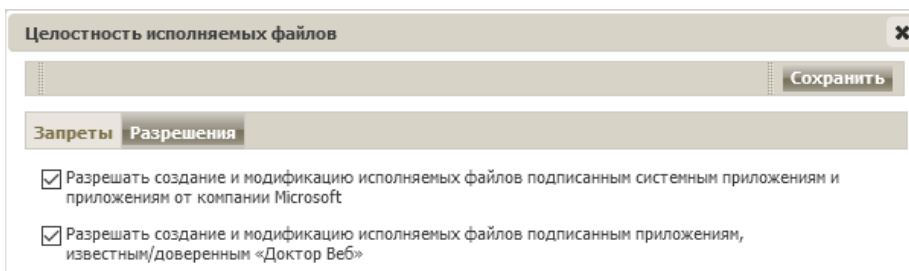 Целостность исполняемых файлов
Сохранить
Запреты Разрешения
Разрешать создание и модификацию исполняемых файлов подписанным системным приложениям и
приложениям от компании Microsoft
Разрешать создание и модификацию исполняемых файлов подписанным приложениям,
известным/доверенным «Доктор Веб»